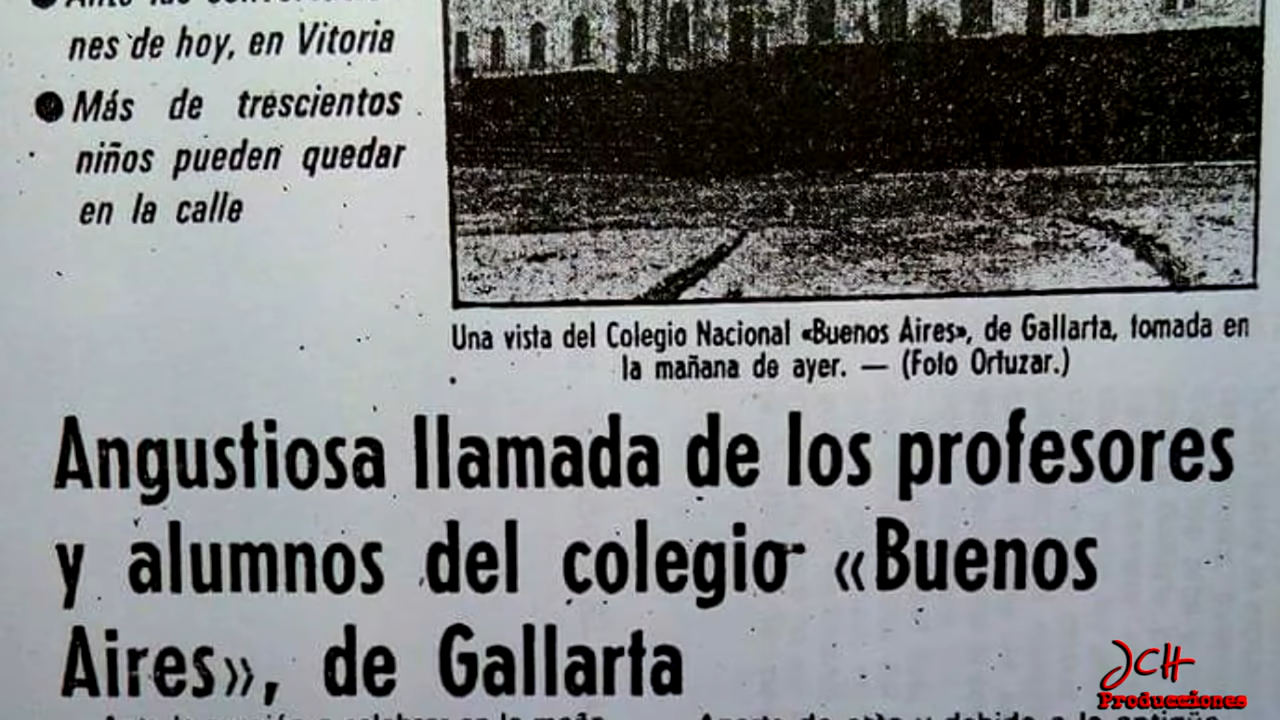 Ante las
nes de hoy, en Vitoria
● Más de trescientos
niños pueden quedar
en la calle
Una vista del Colegio Nacional «Buenos Aires», de Gallarta, tomada en
la mañana de ayer. — (Foto Ortuzar.)
Angustiosa llamada de los profesores
y alumnos del colegio «Buenos
Aires», de Gallarta
JCH
Producciones